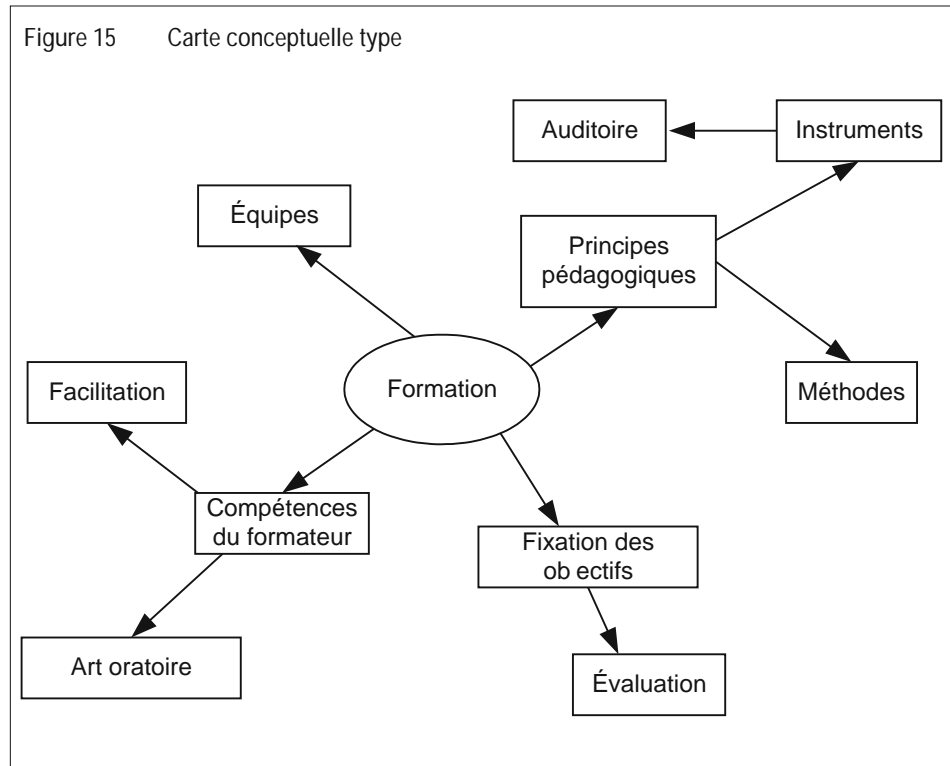 Figure 15 Carte conceptuelle type
Auditoire
Instruments
Équipes
Principes
pédagogiques
Facilitation
Formation
Méthodes
Compétences
du formateur
Fixation des
ob ectifs
Art oratoire
Évaluation